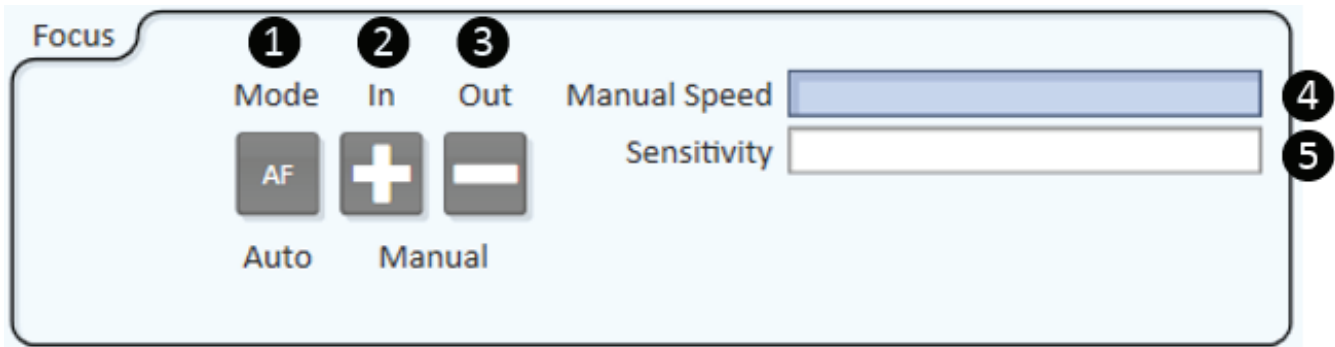 Focus
1 2 3
Mode In Out
Manual Speed 4
AF
Sensitivity 5
Auto Manual